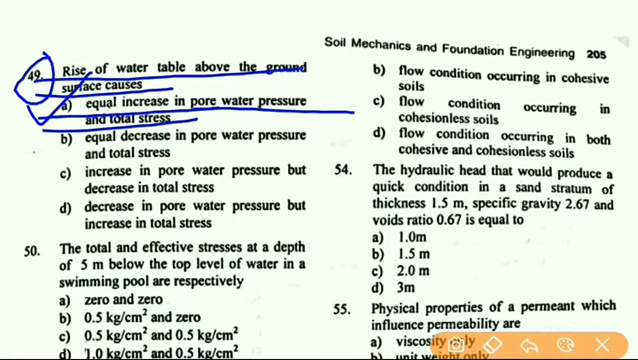 Soil Mechanics and Foundation Engineering 205
49. Rise of water table above the ground
surface causes
a) equal increase in pore water pressure
and total stress
b) equal decrease in pore water pressure
and total stress
c) increase in pore water pressure but
decrease in total stress
d) decrease in pore water pressure but
increase in total stress
50. The total and effective stresses at a depth
of 5 m below the top level of water in a
swimming pool are respectively
a) zero and zero
b) 0.5 kg/cm² and zero
c) 0.5 kg/cm² and 0.5 kg/cm²
d) 1.0 kg/cm² and 0.5 kg/cm²
b) flow condition occurring in cohesive
soils
c) flow condition occurring in
cohesionless soils
d) flow condition occurring in both
cohesive and cohesionless soils
54. The hydraulic head that would produce a
quick condition in a sand stratum of
thickness 1.5 m, specific gravity 2.67 and
voids ratio 0.67 is equal to
a) 1.0m
b) 1.5 m
c) 2.0 m
d) 3m
55. Physical properties of a permeant which
influence permeability are
a) viscosity only
b) unit weight only